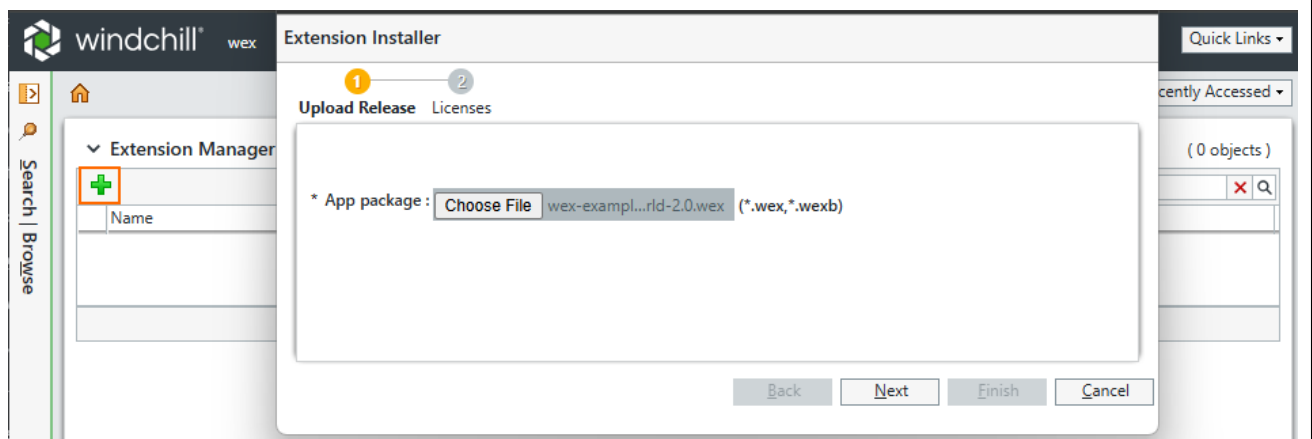 windchill® wex
Extension Installer
Quick Links
1 2
Upload Release Licenses
cently Accessed
Extension Manager
( 0 objects )
Name
* App package : Choose File wex-exampl...rld-2.0.wex (*.wex,*.wexb)
Search | Browse
Back Next Finish Cancel